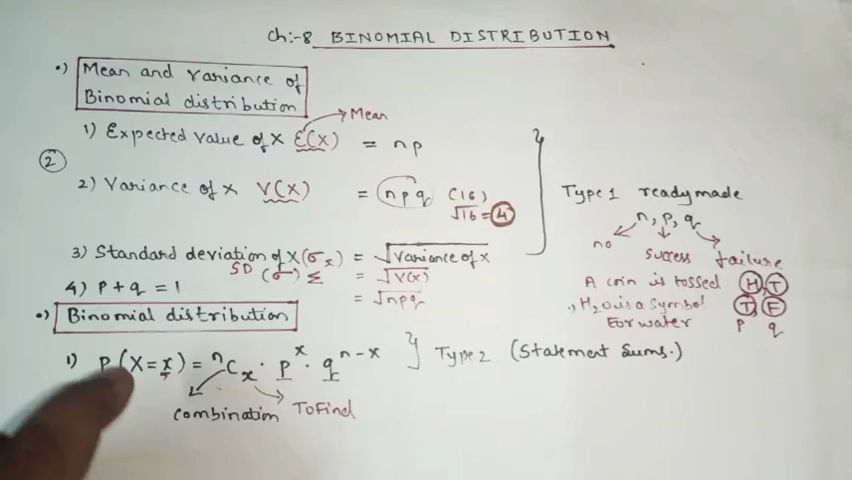 Ch:-8 BINOMIAL DISTRIBUTION
•) Mean and Variance of
Binomial distribution
→ Mean
1) Expected value of X E(X) = np
②
2) Variance of X V(X) = npq (16)
√16 = 4
3) Standard deviation of X (σx) = √Variance of X
SD (σ) Σ = √V(X)
= √npq
4) P + q = 1
Type 1 readymade
n, p, q
no success failure
A coin is tossed H, T
, H2O is a symbol T, F
For water P q
•) Binomial distribution
1) P(X=x) = nCx · p^x · q^n-x } Type 2 (Statement Sums.)
Combination To Find